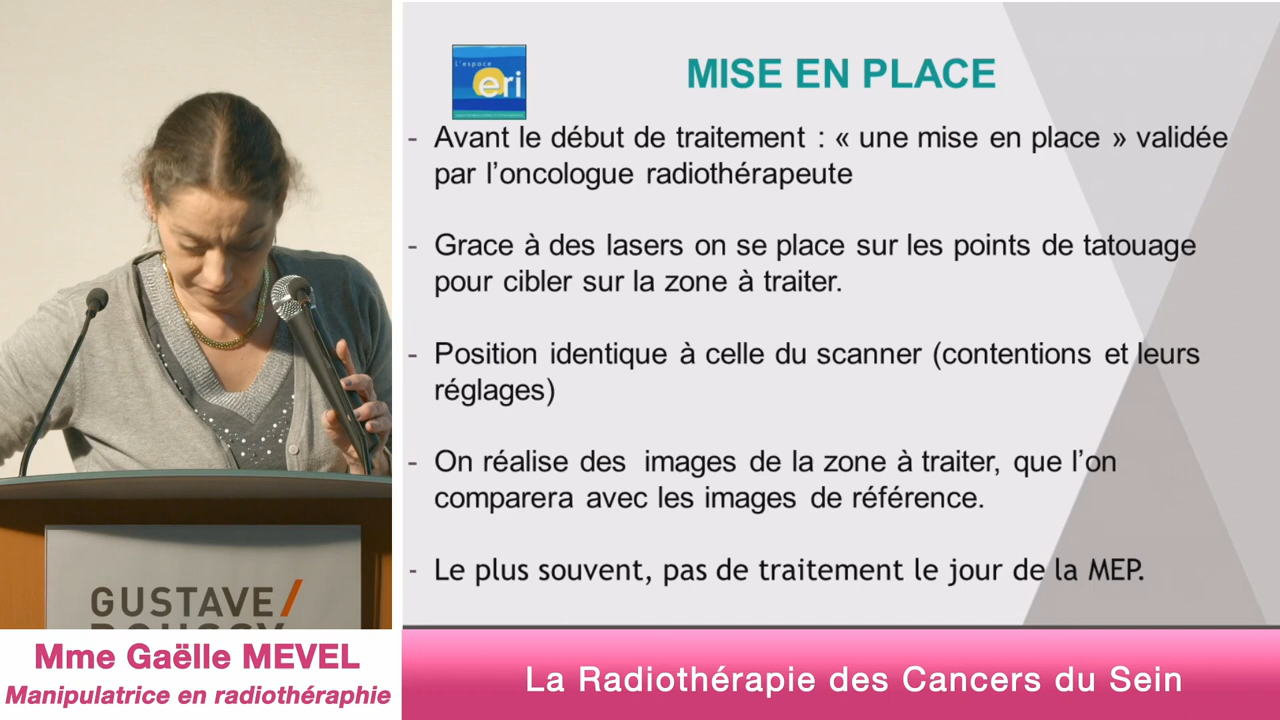 L'espace
eri
MISE EN PLACE
- Avant le début de traitement : « une mise en place » validée
par l'oncologue radiothérapeute
- Grace à des lasers on se place sur les points de tatouage
pour cibler sur la zone à traiter.
- Position identique à celle du scanner (contentions et leurs
réglages)
- On réalise des images de la zone à traiter, que l'on
comparera avec les images de référence.
- Le plus souvent, pas de traitement le jour de la MEP.
GUSTAVE/
ROUSSY
Mme Gaëlle MEVEL
Manipulatrice en radiothéraphie
La Radiothérapie des Cancers du Sein